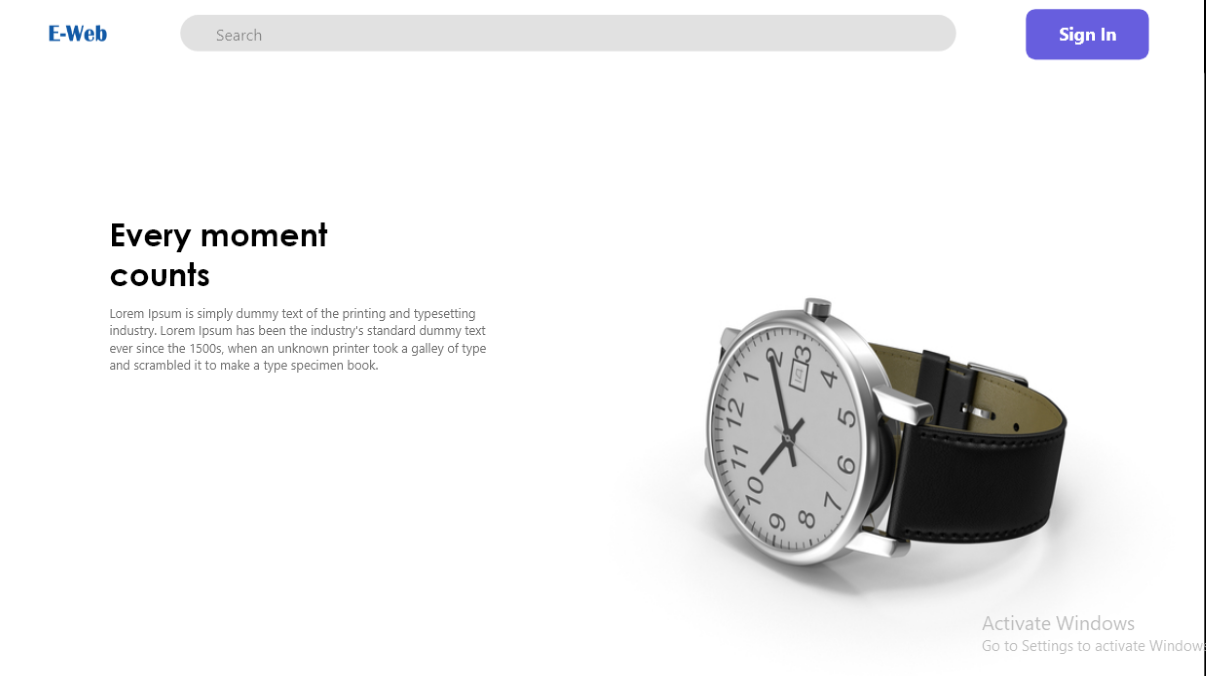 E-Web
Search
Sign In
Every moment
counts
Lorem Ipsum is simply dummy text of the printing and typesetting
industry. Lorem Ipsum has been the industry's standard dummy text
ever since the 1500s, when an unknown printer took a galley of type
and scrambled it to make a type specimen book.
12
1
2
3
4
5
6
7
8
9
10
11
Activate Windows
Go to Settings to activate Windows